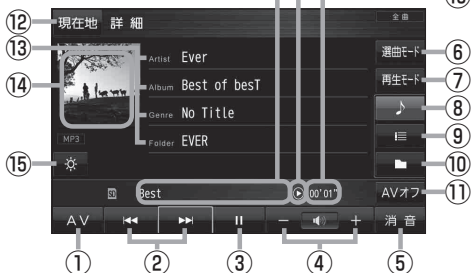 ⑫ 現在地 詳細 全曲
⑬ Artist Ever 選曲モード ⑥
⑭ Album Best of besT 再生モード ⑦
Genre No Title ♪ ⑧
Folder EVER
MP3 ⑨
⑮ ⑩
SD Best 00'01" AVオフ ⑪
AV ⏮ ⏭ ⏸ − + 消音
① ② ③ ④ ⑤